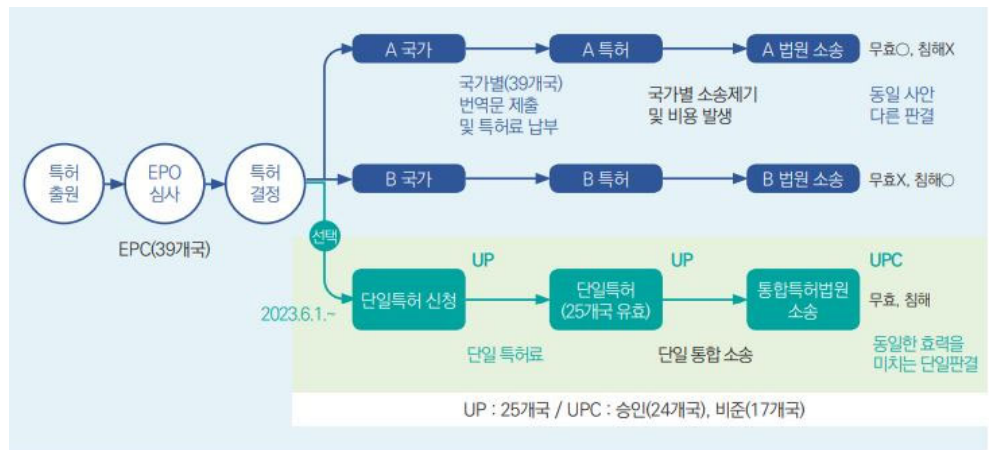 A 국가
A 특허
A 법원 소송
무효○, 침해X
국가별(39개국)
번역문 제출
및 특허료 납부
국가별 소송제기
및 비용 발생
동일 사안
다른 판결
특허
출원
EPO
심사
특허
결정
B 국가
B 특허
B 법원 소송
무효X, 침해○
EPC(39개국)
선택
UP
UP
UPC
2023.6.1.~
단일특허 신청
단일특허
(25개국 유효)
통합특허법원
소송
무효, 침해
단일 특허료
단일 통합 소송
동일한 효력을
미치는 단일판결
UP : 25개국 / UPC : 승인(24개국), 비준(17개국)